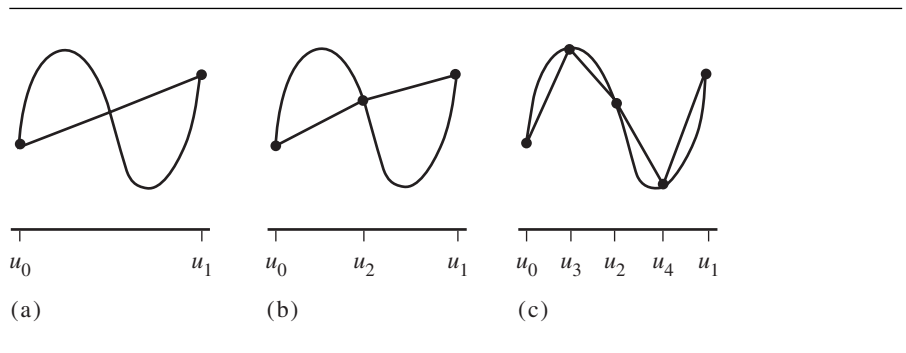 u₀ u₁ u₀ u₂ u₁ u₀ u₃ u₂ u₄ u₁
(a) (b) (c)